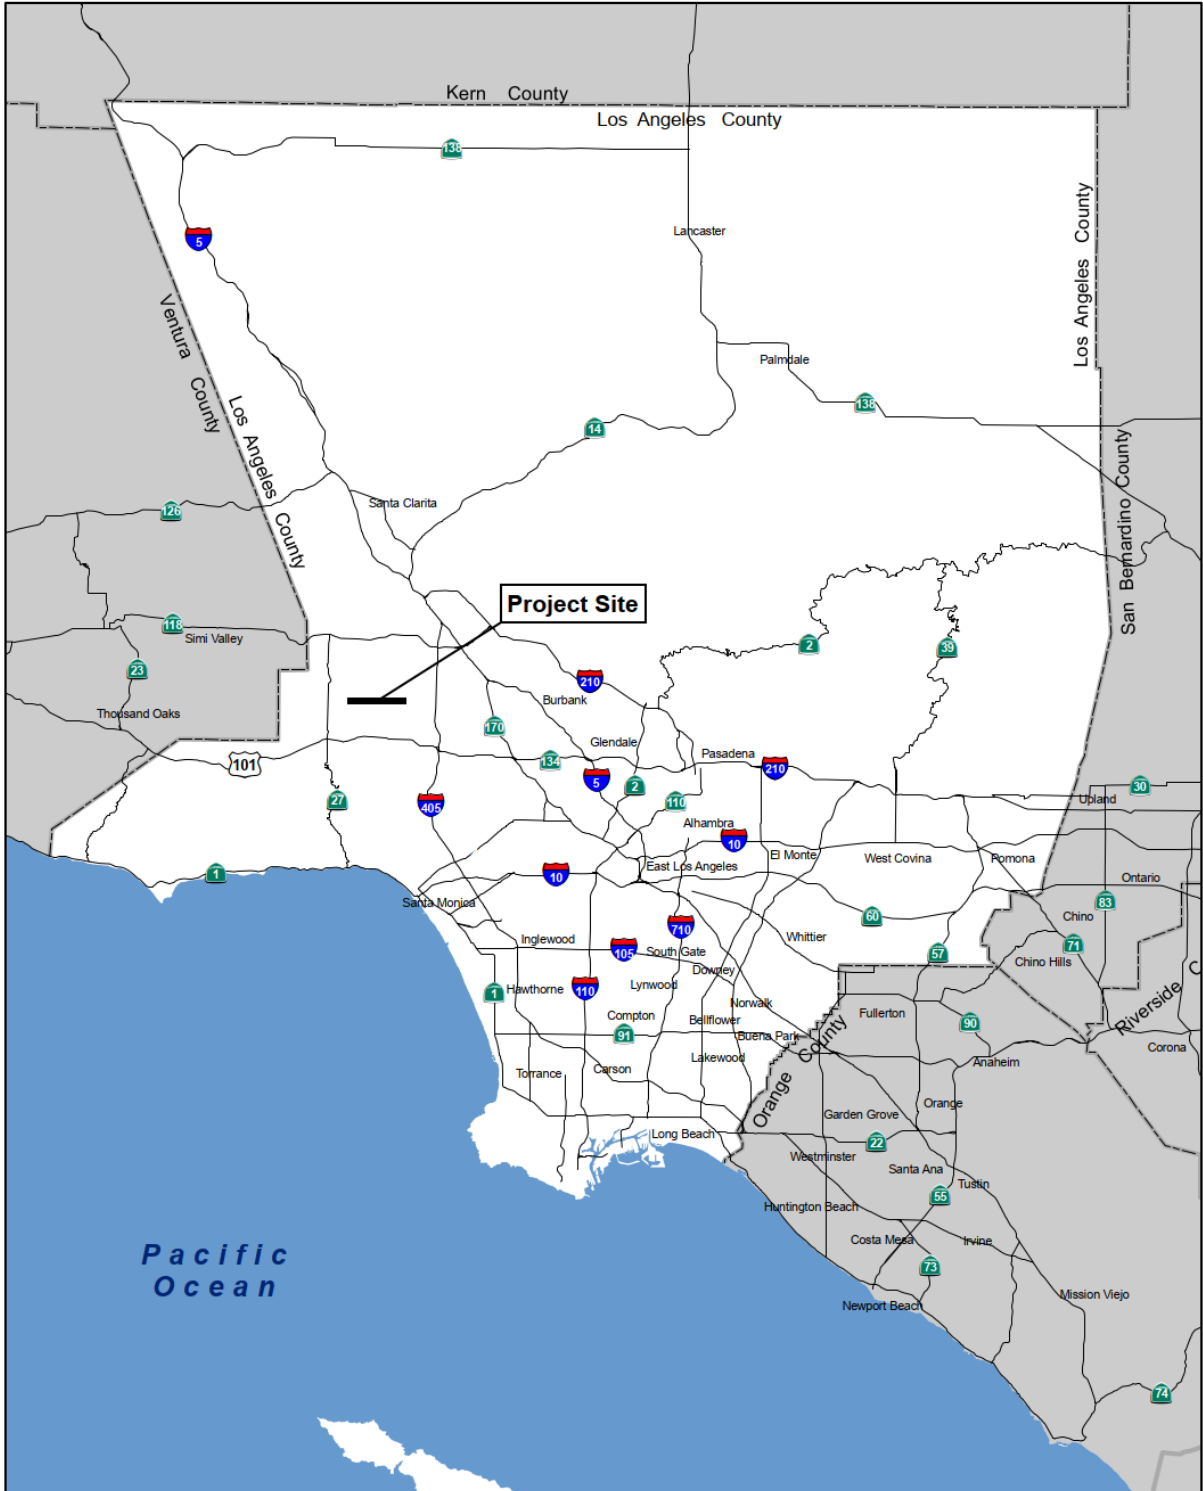 Kern County
Los Angeles County
138
Los Angeles County
5
Lancaster
Ventura County
Palmdale
138
Los Angeles County
14
San Bernardino County
Santa Clarita
126
Project Site
118
Simi Valley
2
39
23
210
Burbank
Thousand Oaks
170
Glendale
Pasadena
101
134
210
5
2
30
27
405
110
Upland
Alhambra
10
East Los Angeles
El Monte
West Covina
Pomona
1
10
Ontario
Santa Monica
83
60
Chino
710
Inglewood
Whittier
71
105
South Gate
57
Chino Hills
Downey
C
1
Hawthorne
110
Lynwood
Norwalk
Riverside
Compton
Bellflower
Fullerton
90
91
Buena Park
Orange County
Lakewood
Corona
Anaheim
Torrance
Carson
Orange
Garden Grove
Long Beach
22
Westminster
Santa Ana
Tustin
55
Huntington Beach
Costa Mesa
Irvine
Pacific
Ocean
73
Mission Viejo
Newport Beach
74